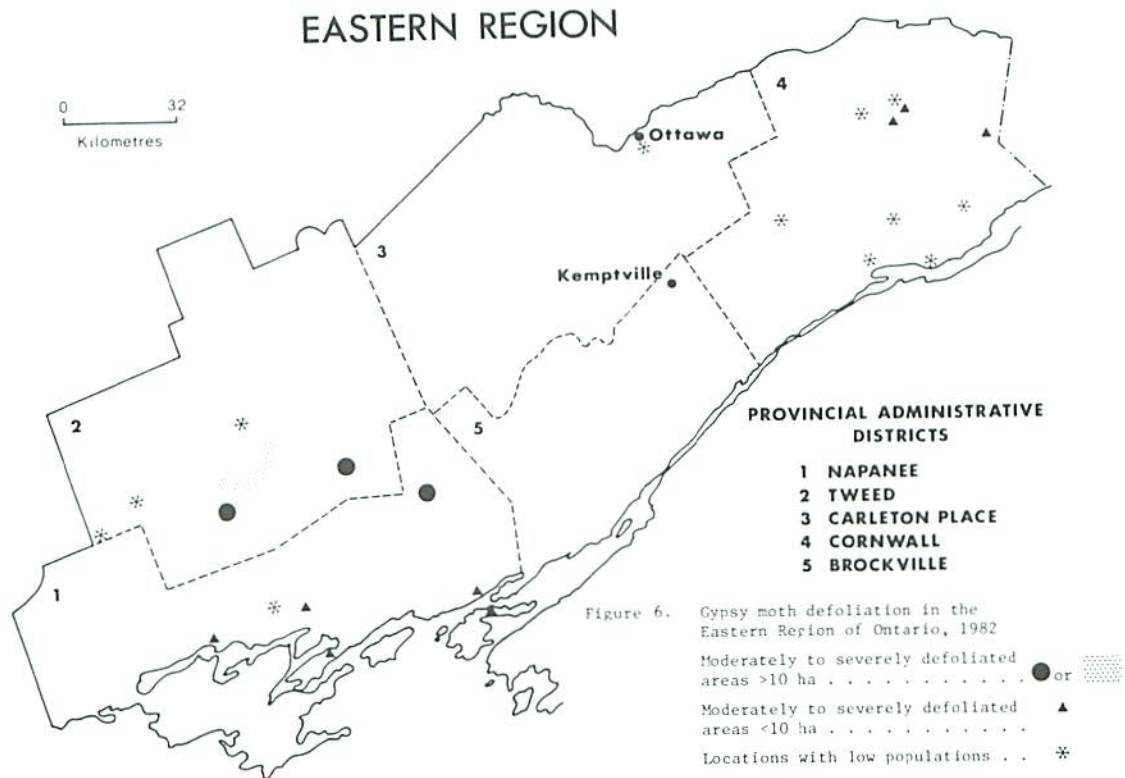 EASTERN REGION
0 32
Kilometres
4
Ottawa
3
Kemptville
2
5
1
PROVINCIAL ADMINISTRATIVE
DISTRICTS
1 NAPANEE
2 TWEED
3 CARLETON PLACE
4 CORNWALL
5 BROCKVILLE
Figure 6. Gypsy moth defoliation in the
Eastern Region of Ontario, 1982
Moderately to severely defoliated
areas >10 ha . . . . . . . . . . . or
Moderately to severely defoliated
areas <10 ha . . . . . . . . . . .
Locations with low populations . .